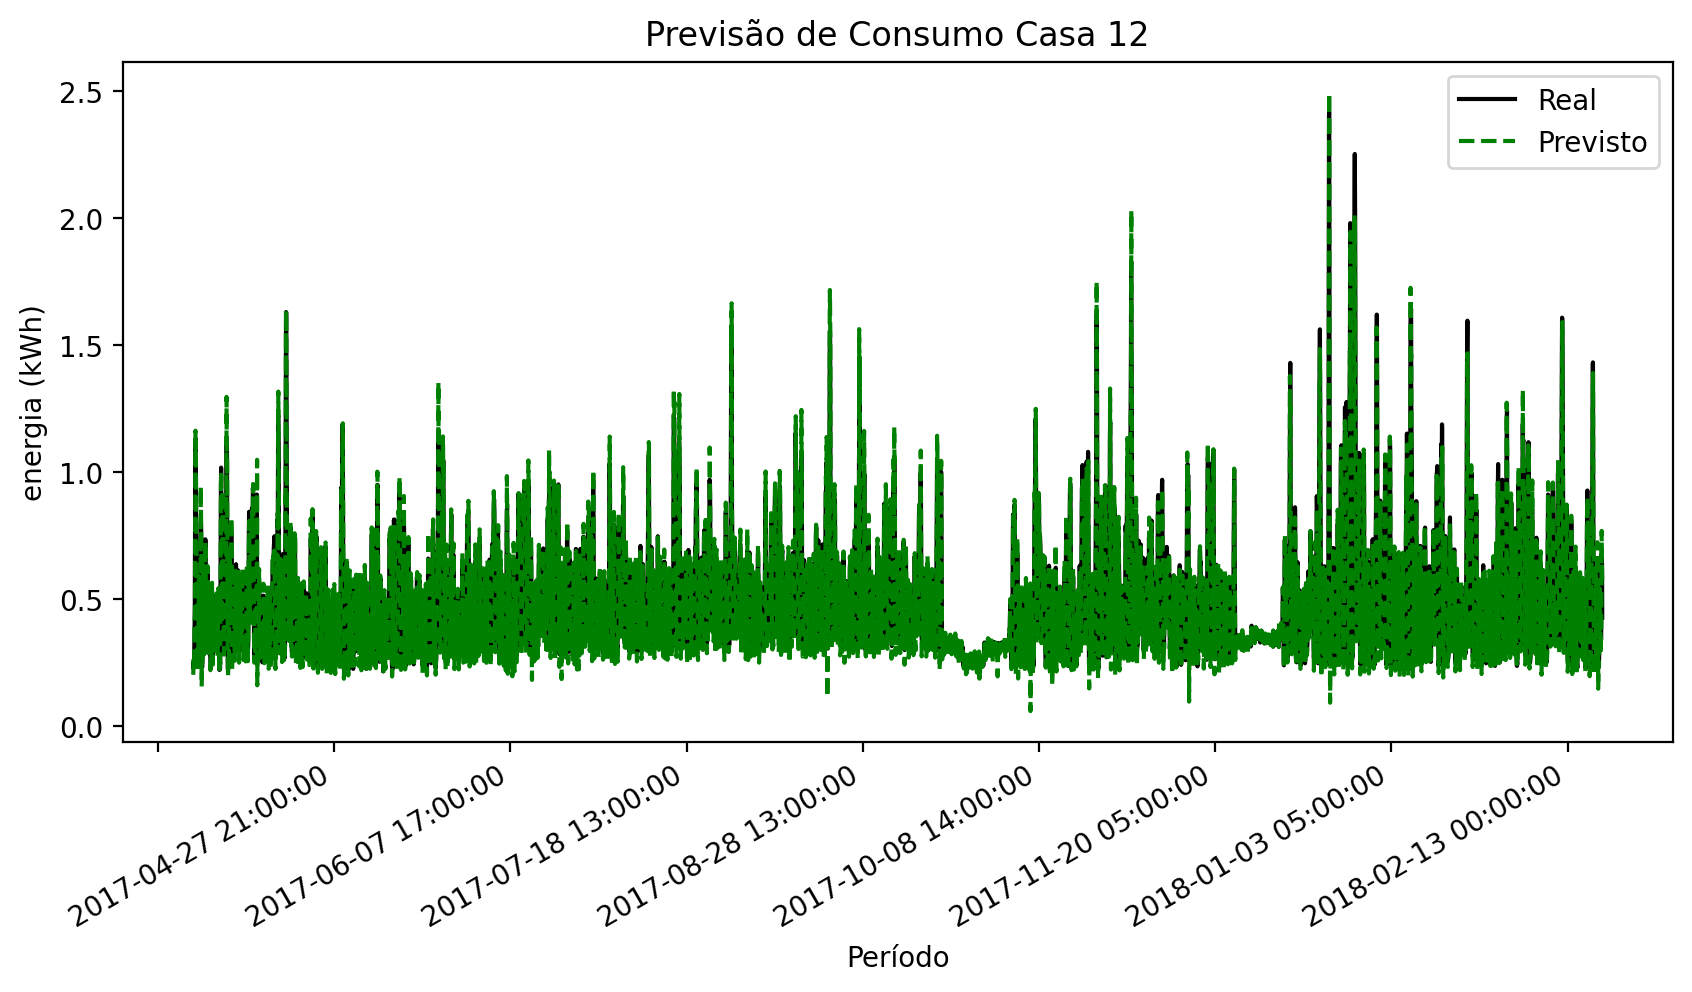 Previsão de Consumo Casa 12
Real
Previsto
energia (kWh)
2.5
2.0
1.5
1.0
0.5
0.0
2017-04-27 21:00:00
2017-06-07 17:00:00
2017-07-18 13:00:00
2017-08-28 13:00:00
2017-10-08 14:00:00
2017-11-20 05:00:00
2018-01-03 05:00:00
2018-02-13 00:00:00
Período